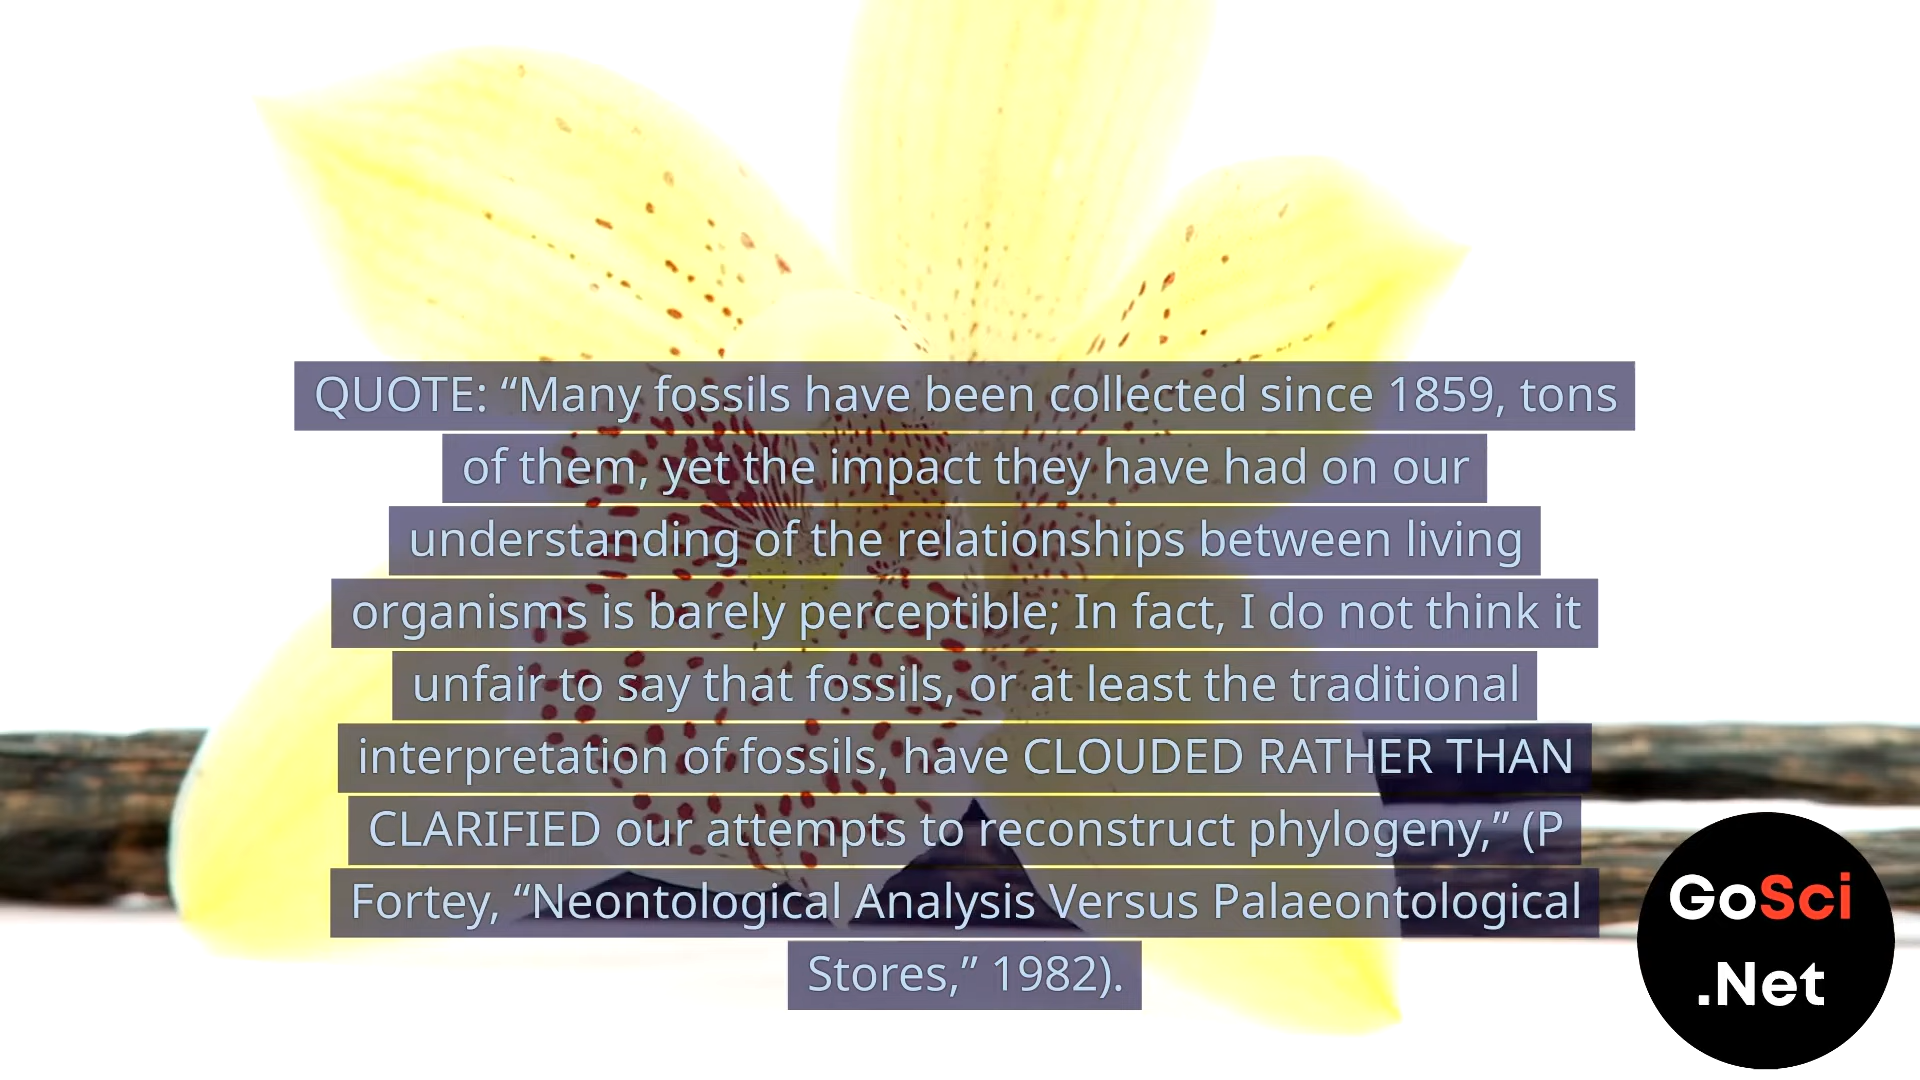 QUOTE: “Many fossils have been collected since 1859, tons
of them, yet the impact they have had on our
understanding of the relationships between living
organisms is barely perceptible; In fact, I do not think it
unfair to say that fossils, or at least the traditional
interpretation of fossils, have CLOUDED RATHER THAN
CLARIFIED our attempts to reconstruct phylogeny,” (P
Fortey, “Neontological Analysis Versus Palaeontological
Stores,” 1982).
GoSci
.Net